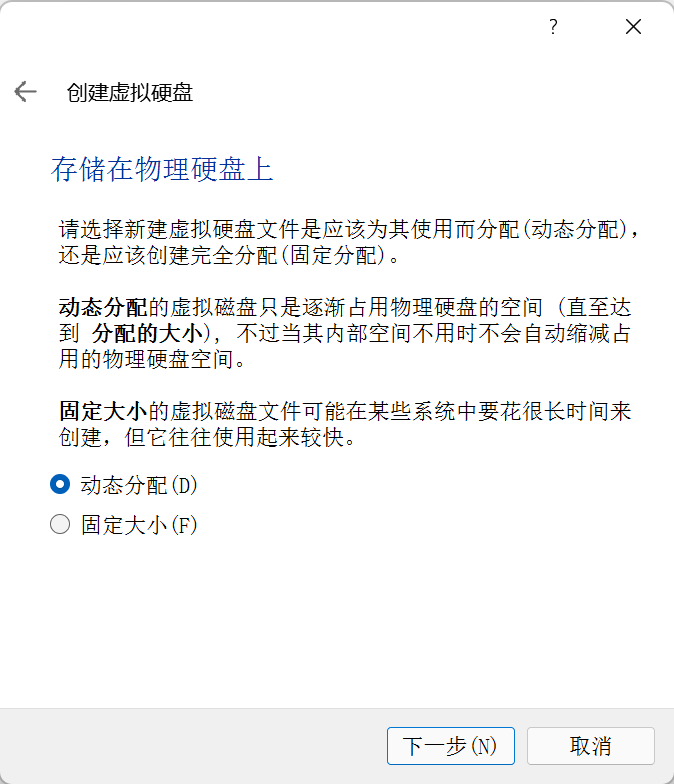 ?
创建虚拟硬盘
存储在物理硬盘上
请选择新建虚拟硬盘文件是应该为其使用而分配(动态分配),
还是应该创建完全分配(固定分配)。
动态分配的虚拟磁盘只是逐渐占用物理硬盘的空间 (直至达
到 分配的大小), 不过当其内部空间不用时不会自动缩减占
用的物理硬盘空间。
固定大小的虚拟磁盘文件可能在某些系统中要花很长时间来
创建，但它往往使用起来较快。
动态分配(D)
固定大小(F)
下一步(N)
取消